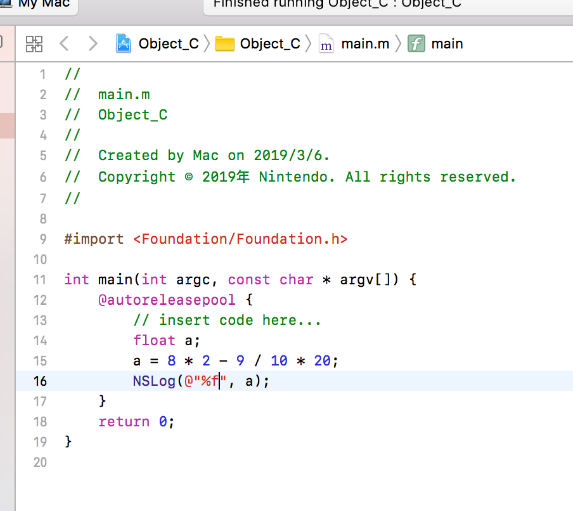 My Mac
Finished running Object_C : Object_C
Object_C Object_C m main.m f main
1 //
2 //  main.m
3 //  Object_C
4 //
5 //  Created by Mac on 2019/3/6.
6 //  Copyright © 2019年 Nintendo. All rights reserved.
7 //
8
9 #import <Foundation/Foundation.h>
10
11 int main(int argc, const char * argv[]) {
12     @autoreleasepool {
13         // insert code here...
14         float a;
15         a = 8 * 2 - 9 / 10 * 20;
16         NSLog(@"%f", a);
17     }
18     return 0;
19 }
20